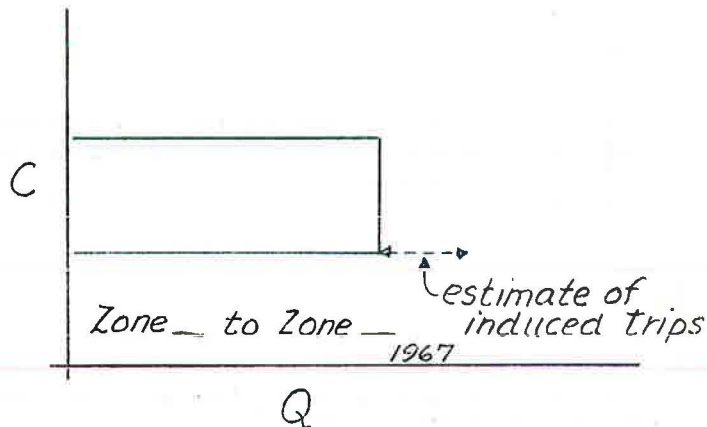 C
estimate of
induced trips
Zone _ to Zone _
1967
Q